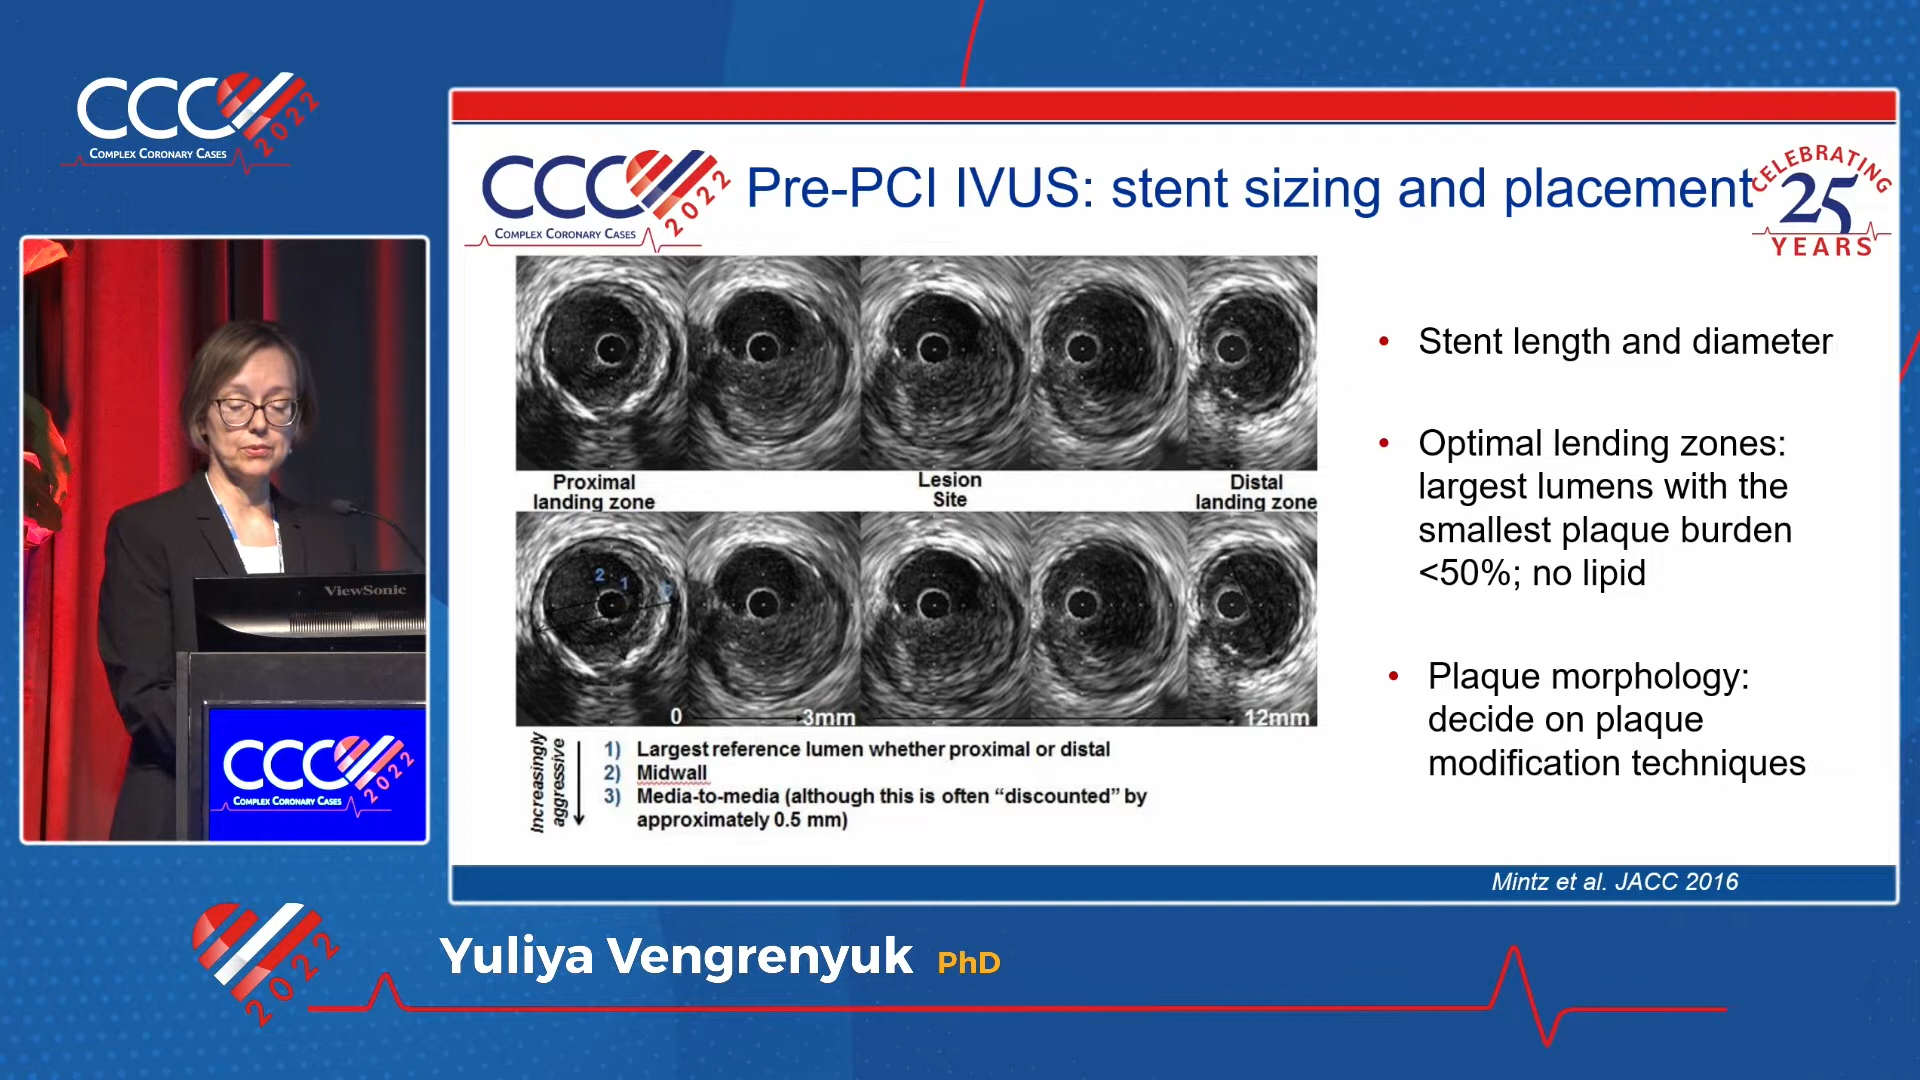 CCC
2022
COMPLEX CORONARY CASES
CCC
2022
COMPLEX CORONARY CASES
Pre-PCI IVUS: stent sizing and placement
CELEBRATING
25
YEARS
Proximal
landing zone
Lesion
Site
Distal
landing zone
2
1
0
3mm
12mm
Increasingly
aggressive
1) Largest reference lumen whether proximal or distal
2) Midwall
3) Media-to-media (although this is often “discounted” by
approximately 0.5 mm)
• Stent length and diameter
• Optimal lending zones:
largest lumens with the
smallest plaque burden
<50%; no lipid
• Plaque morphology:
decide on plaque
modification techniques
Mintz et al. JACC 2016
ViewSonic
CCC
2022
COMPLEX CORONARY CASES
2022
Yuliya Vengrenyuk PhD